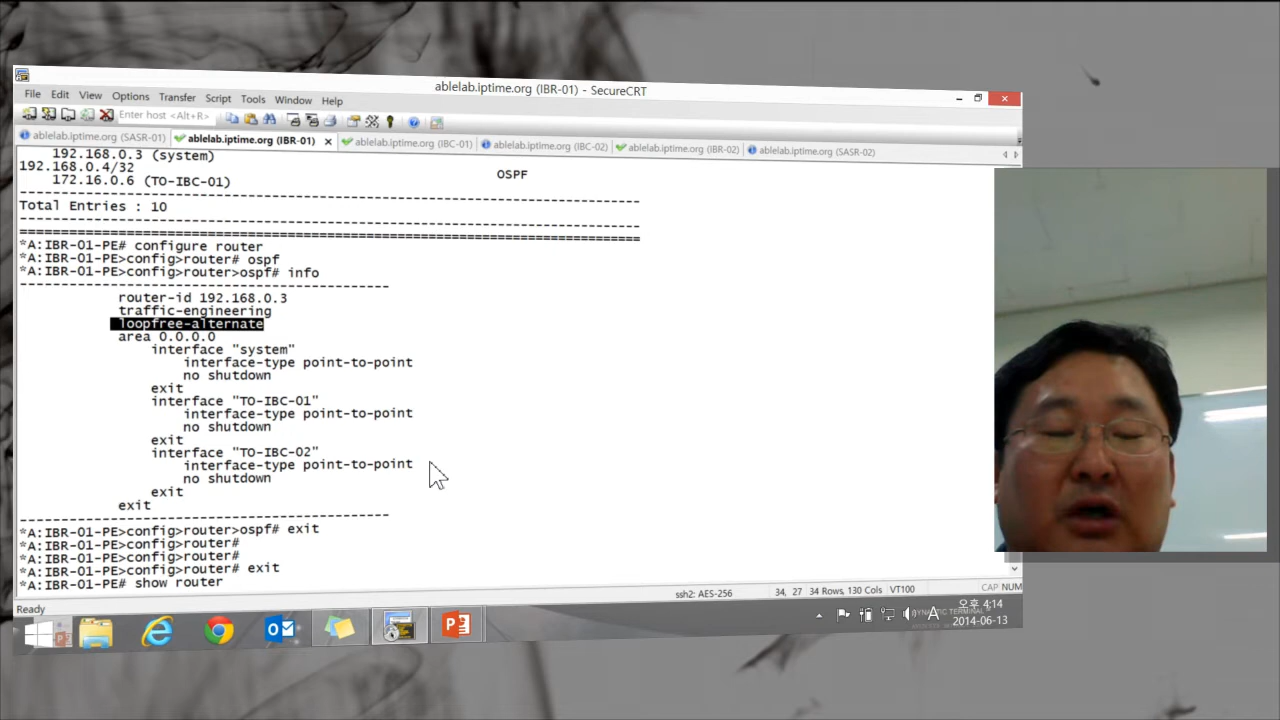 ablelab.iptime.org (IBR-01) - SecureCRT
File Edit View Options Transfer Script Tools Window Help
Enter host <Alt+R>
ablelab.iptime.org (SASR-01) ablelab.iptime.org (IBR-01) ablelab.iptime.org (IBC-01) ablelab.iptime.org (IBC-02) ablelab.iptime.org (IBR-02) ablelab.iptime.org (SASR-02)
192.168.0.3 (system)
192.168.0.4/32 OSPF
172.16.0.6 (TO-IBC-01)
Total Entries : 10
*A:IBR-01-PE# configure router
*A:IBR-01-PE>config>router# ospf
*A:IBR-01-PE>config>router>ospf# info
router-id 192.168.0.3
traffic-engineering
loopfree-alternate
area 0.0.0.0
interface "system"
interface-type point-to-point
no shutdown
exit
interface "TO-IBC-01"
interface-type point-to-point
no shutdown
exit
interface "TO-IBC-02"
interface-type point-to-point
no shutdown
exit
exit
*A:IBR-01-PE>config>router>ospf# exit
*A:IBR-01-PE>config>router#
*A:IBR-01-PE>config>router#
*A:IBR-01-PE>config>router# exit
*A:IBR-01-PE# show router
Ready ssh2: AES-256 34, 27 34 Rows, 130 Cols VT100 CAP NUM
A 오후 4:14
2014-06-13